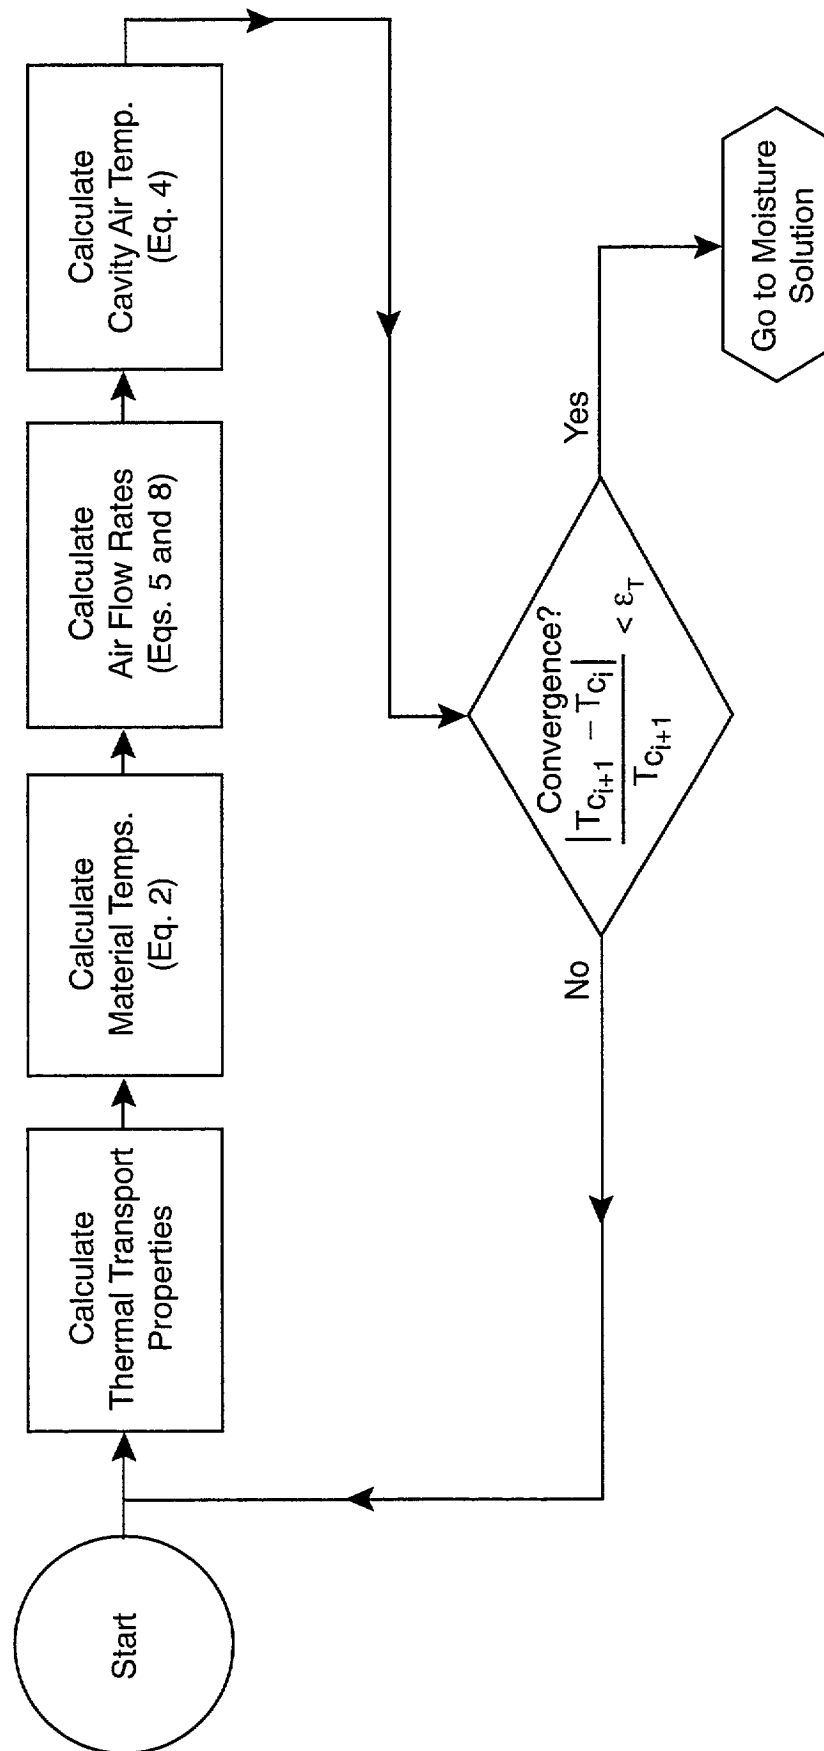 Start
Calculate
Thermal Transport
Properties
Calculate
Material Temps.
(Eq. 2)
Calculate
Air Flow Rates
(Eqs. 5 and 8)
Calculate
Cavity Air Temp.
(Eq. 4)
No
Convergence?
|Tci+1 − Tci|
< εT
Tci+1
Yes
Go to Moisture
Solution